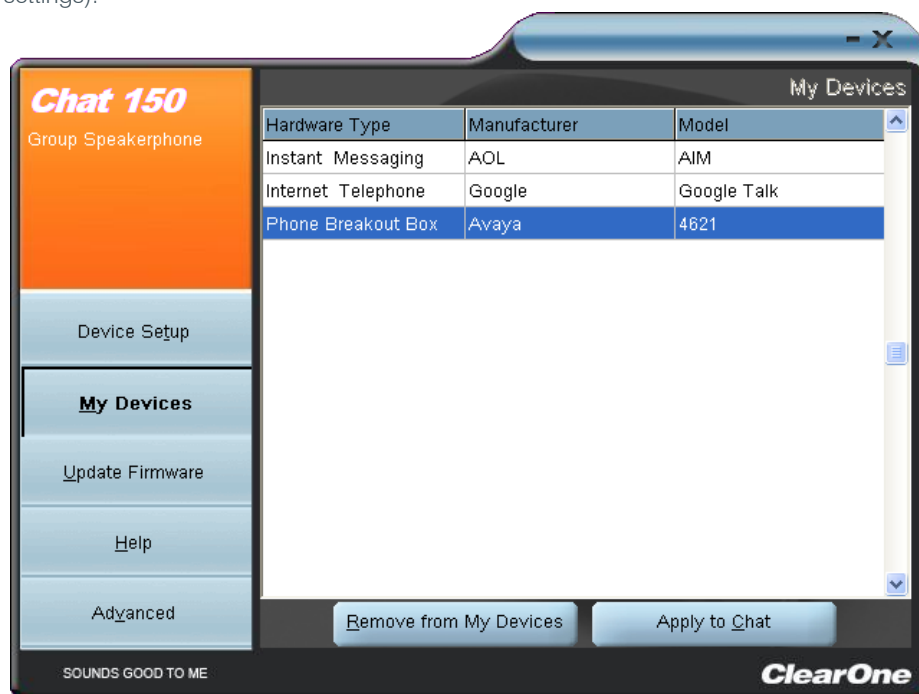 settings).
- X
My Devices
Chat 150
Group Speakerphone
Hardware Type Manufacturer Model
Instant Messaging AOL AIM
Internet Telephone Google Google Talk
Phone Breakout Box Avaya 4621
Device Setup
My Devices
Update Firmware
Help
Advanced
Remove from My Devices Apply to Chat
SOUNDS GOOD TO ME ClearOne